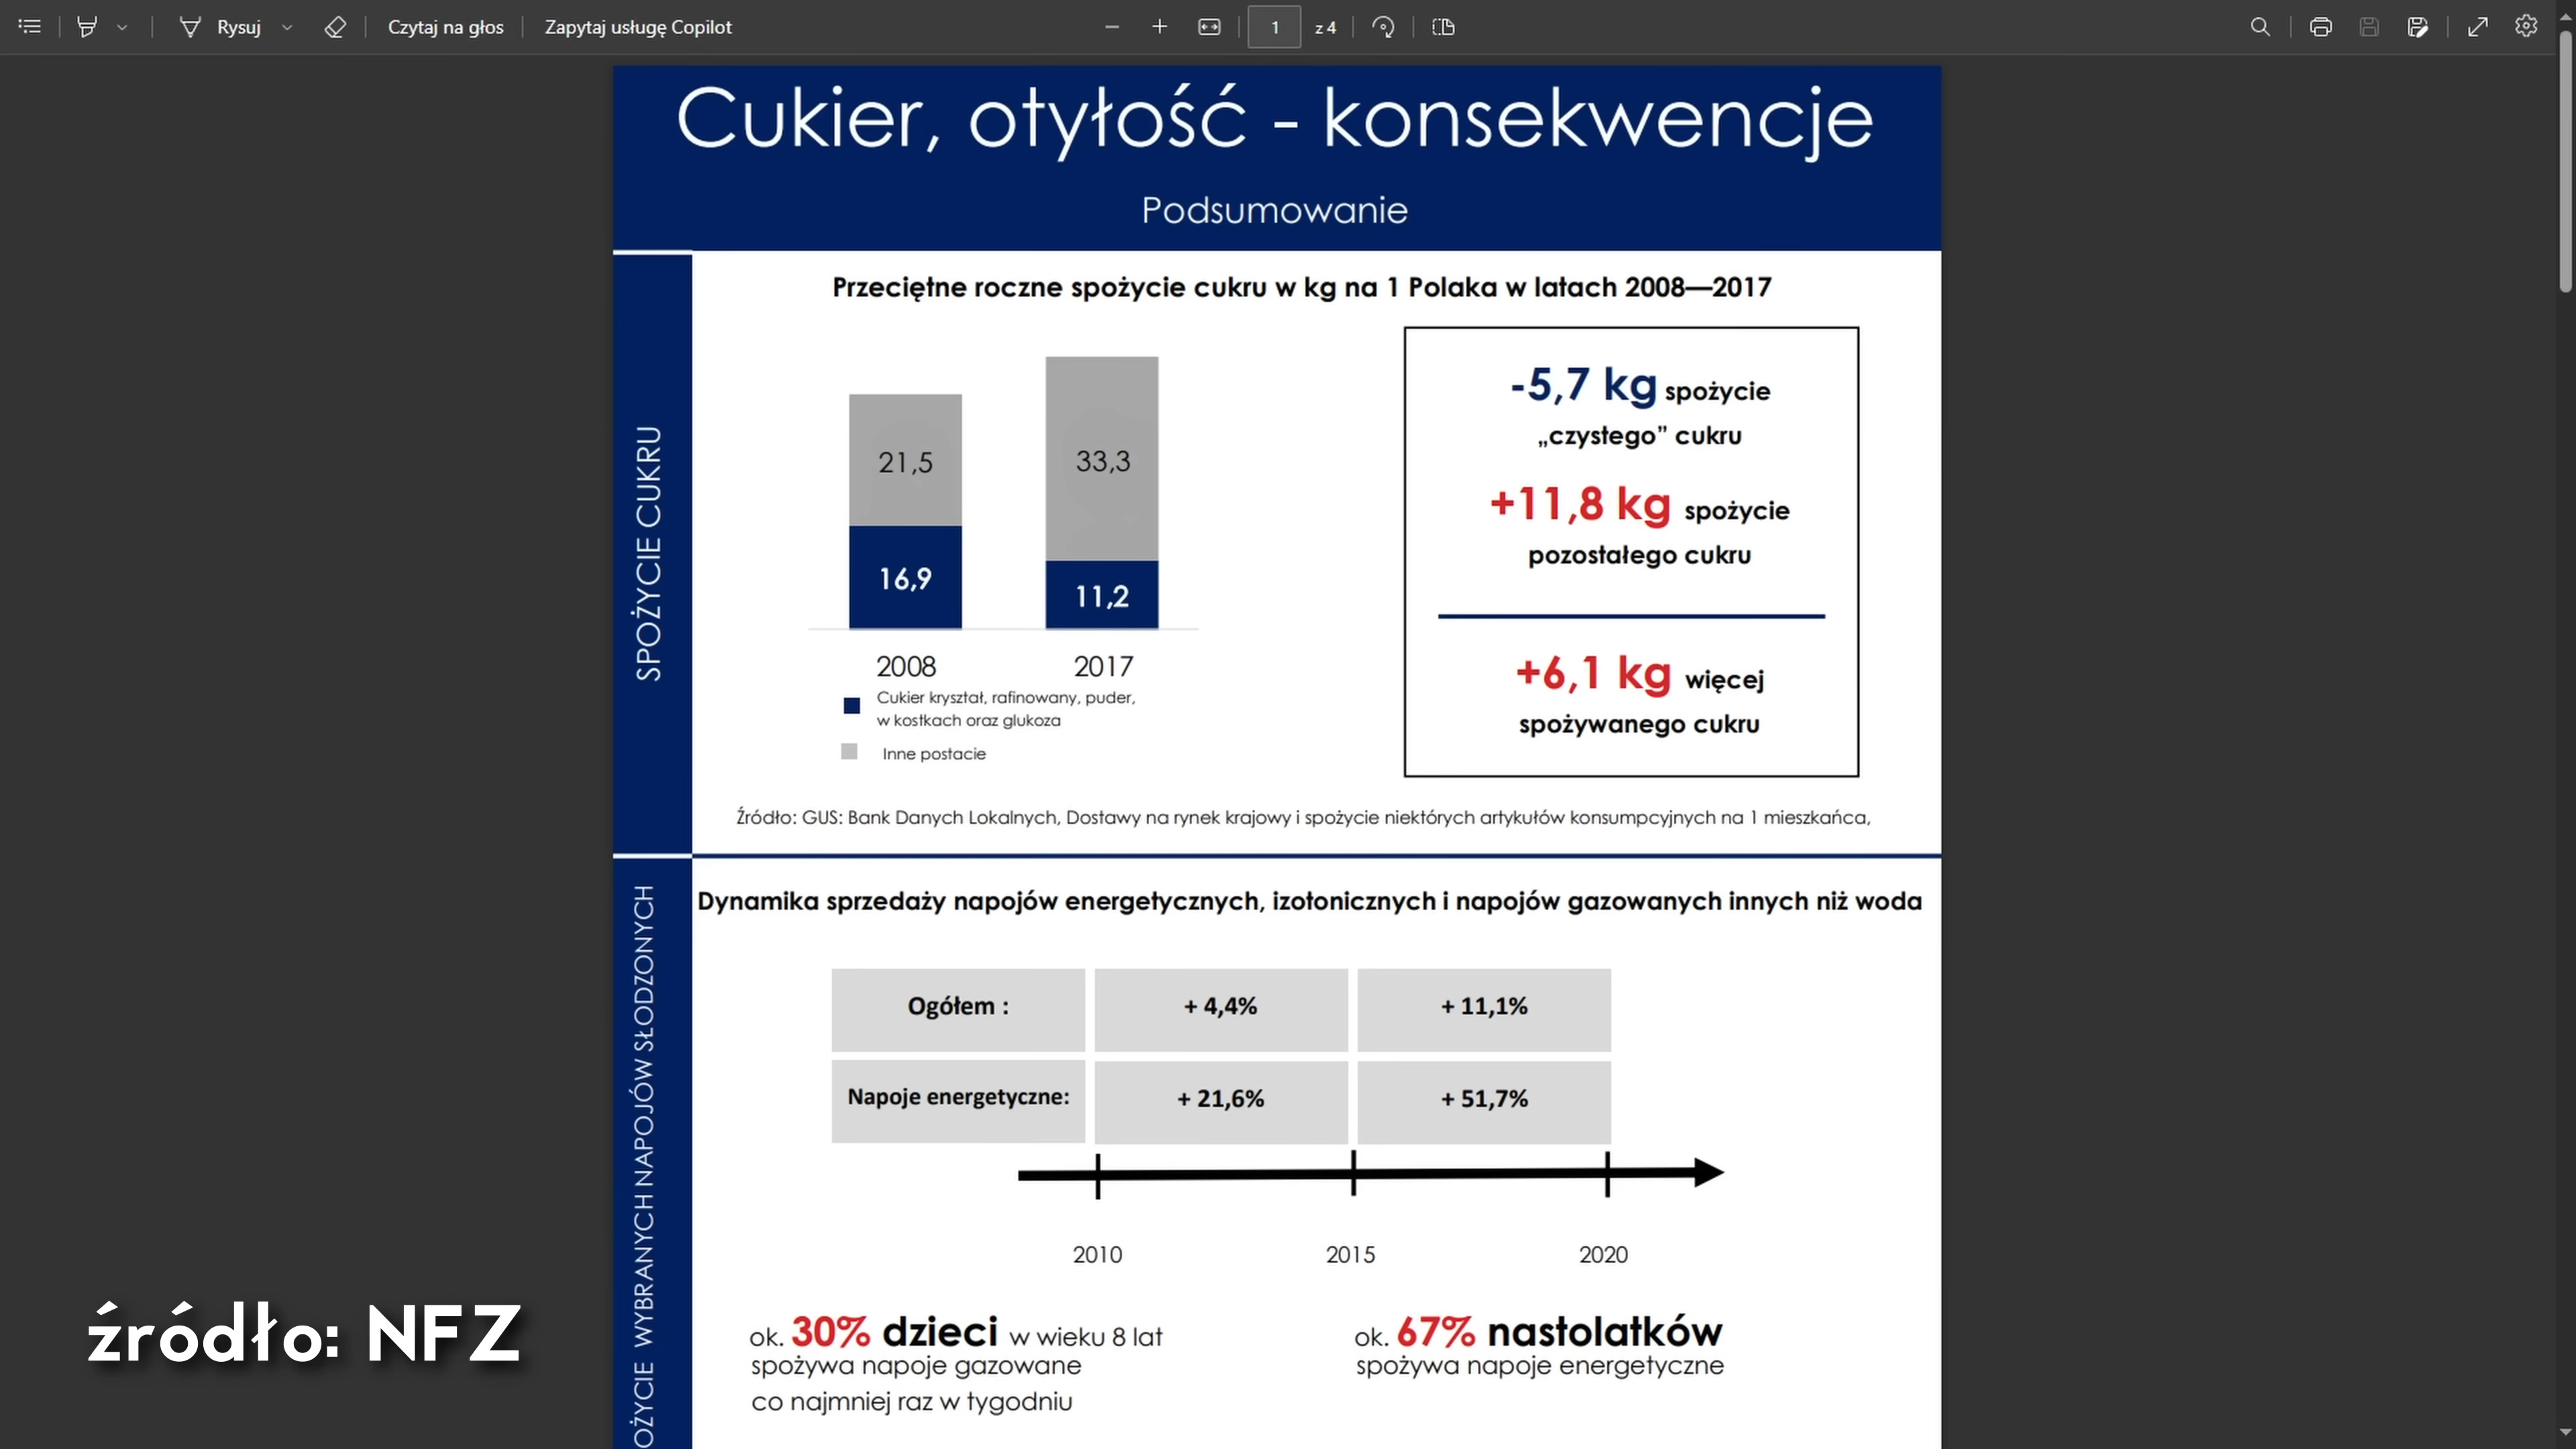 Rysuj
Czytaj na głos
Zapytaj usługę Copilot
1
z 4
Cukier, otyłość - konsekwencje
Podsumowanie
SPOŻYCIE CUKRU
Przeciętne roczne spożycie cukru w kg na 1 Polaka w latach 2008—2017
21,5
33,3
16,9
11,2
2008
2017
Cukier kryształ, rafinowany, puder,
w kostkach oraz glukoza
Inne postacie
-5,7 kg spożycie
„czystego” cukru
+11,8 kg spożycie
pozostałego cukru
+6,1 kg więcej
spożywanego cukru
Źródło: GUS: Bank Danych Lokalnych, Dostawy na rynek krajowy i spożycie niektórych artykułów konsumpcyjnych na 1 mieszkańca,
OŻYCIE WYBRANYCH NAPOJÓW SŁODZONYCH
Dynamika sprzedaży napojów energetycznych, izotonicznych i napojów gazowanych innych niż woda
Ogółem : + 4,4% + 11,1%
Napoje energetyczne: + 21,6% + 51,7%
2010 2015 2020
ok. 30% dzieci w wieku 8 lat
spożywa napoje gazowane
co najmniej raz w tygodniu
ok. 67% nastolatków
spożywa napoje energetyczne
źródło: NFZ